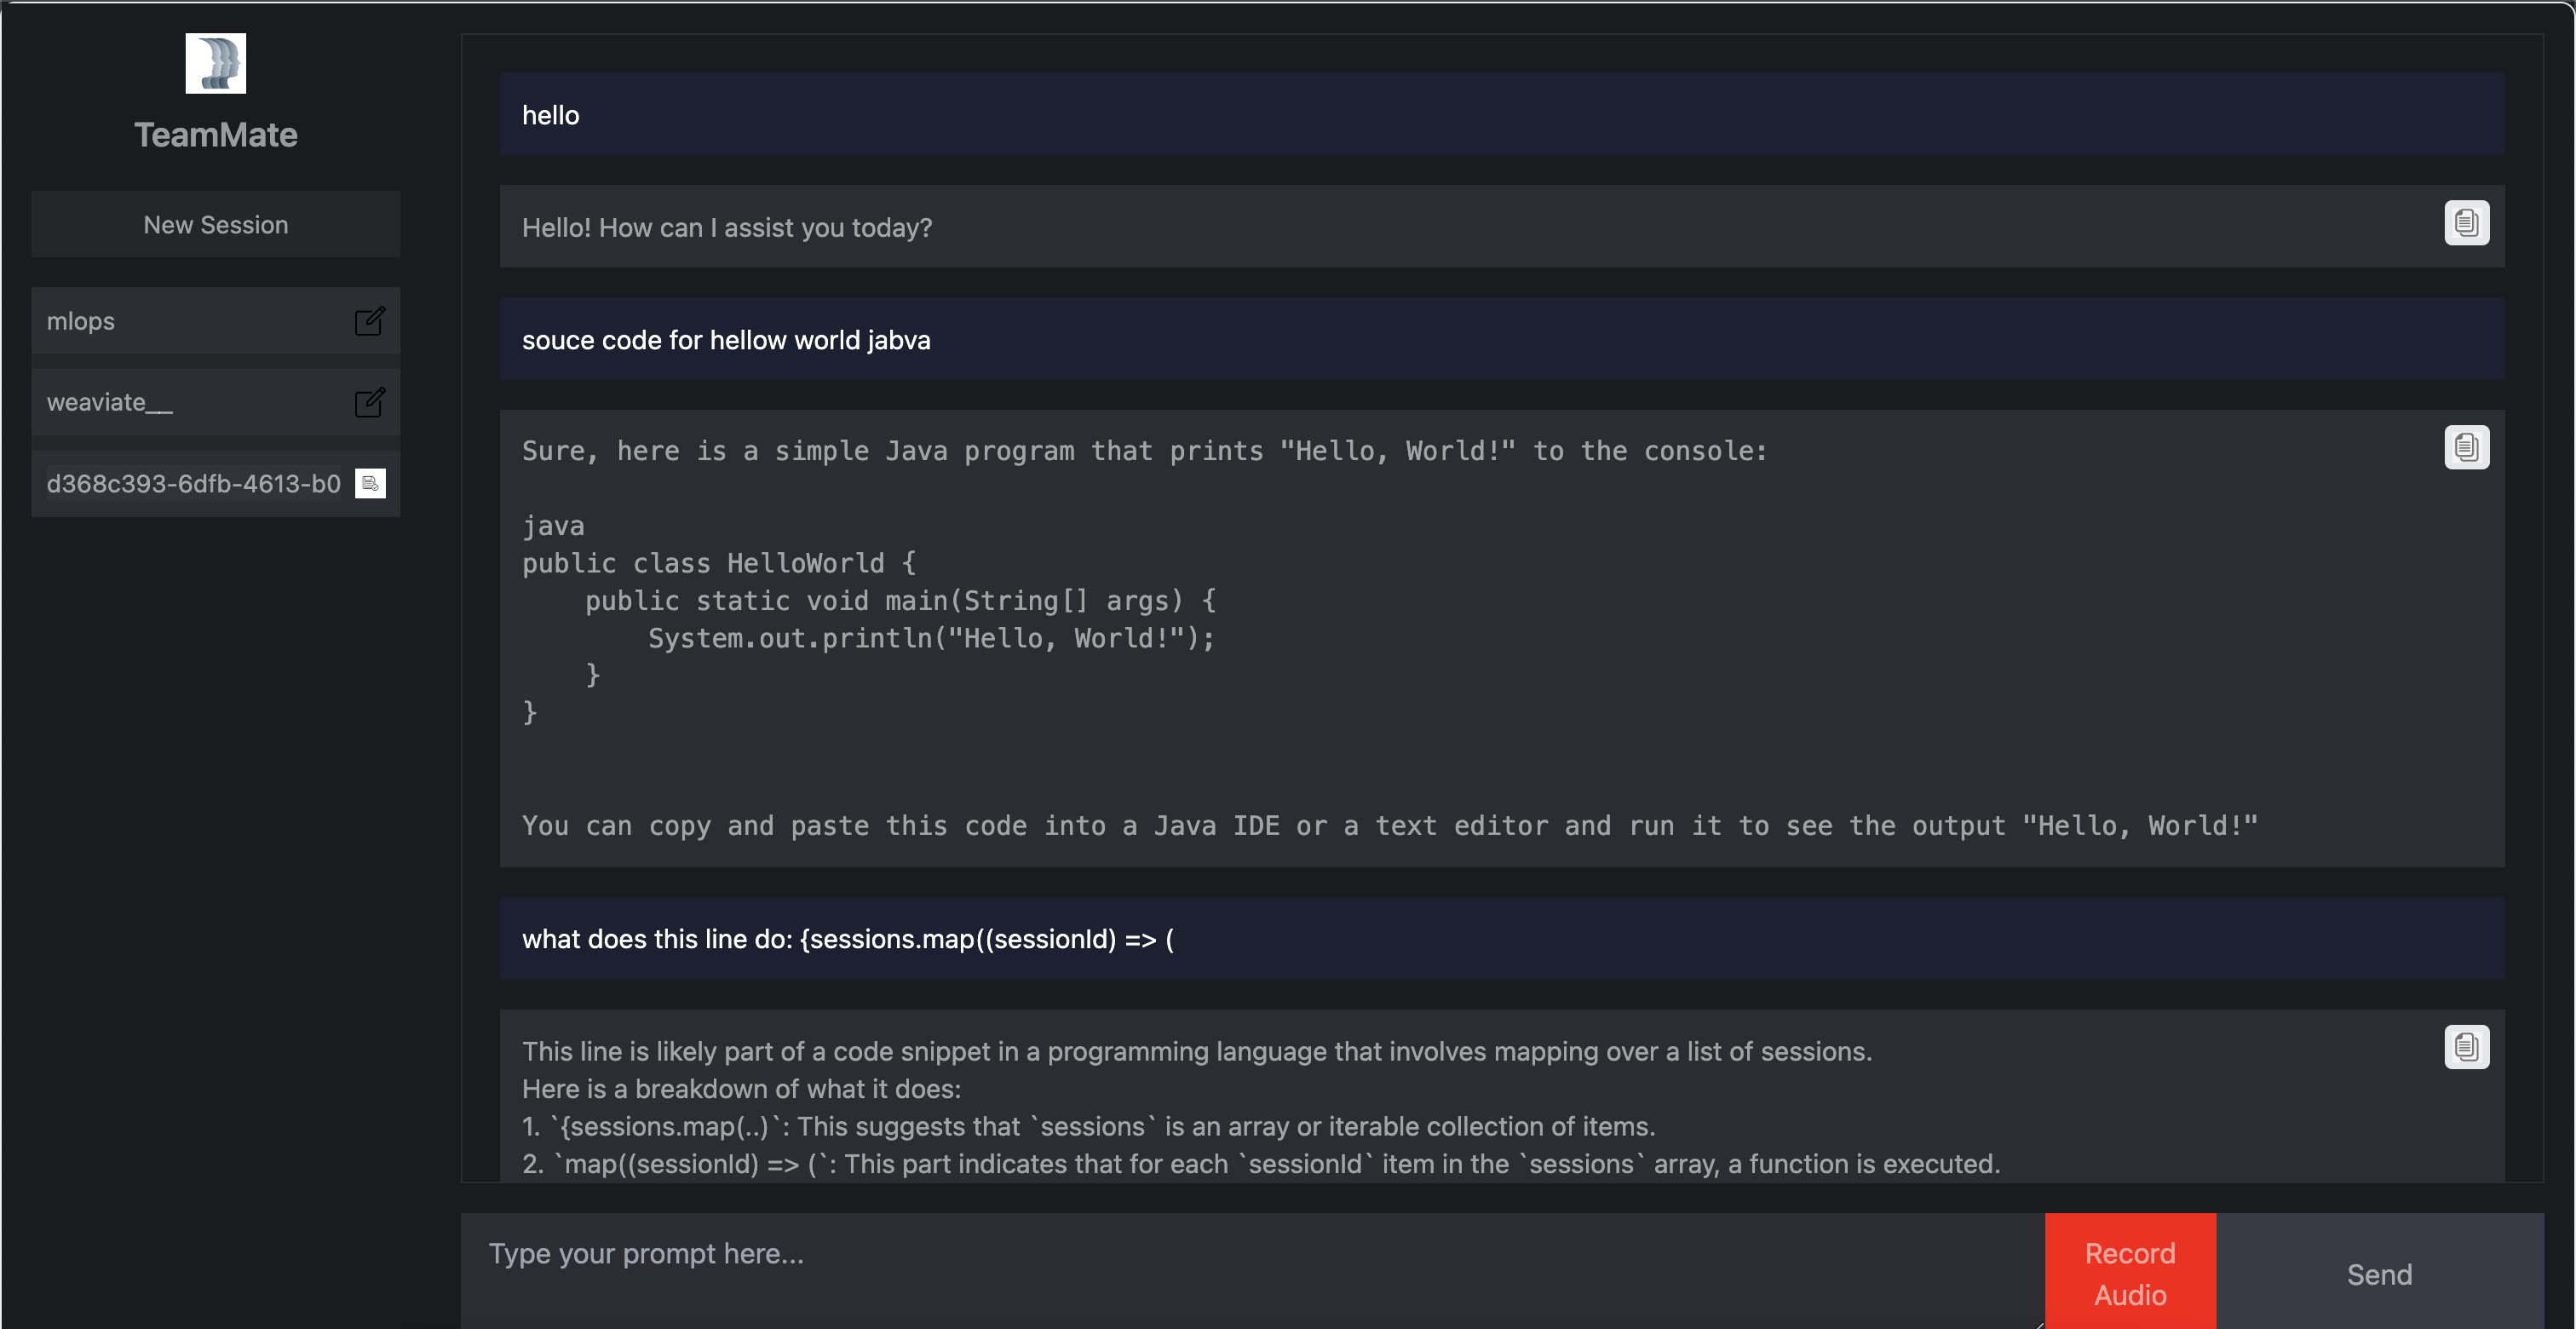 TeamMate
New Session
mlops
weaviate__
d368c393-6dfb-4613-b0
hello
Hello! How can I assist you today?
souce code for hellow world jabva
Sure, here is a simple Java program that prints "Hello, World!" to the console:
java
public class HelloWorld {
    public static void main(String[] args) {
        System.out.println("Hello, World!");
    }
}
You can copy and paste this code into a Java IDE or a text editor and run it to see the output "Hello, World!"
what does this line do: {sessions.map((sessionId) => (
This line is likely part of a code snippet in a programming language that involves mapping over a list of sessions.
Here is a breakdown of what it does:
1. `{sessions.map(..)`: This suggests that `sessions` is an array or iterable collection of items.
2. `map((sessionId) => (`: This part indicates that for each `sessionId` item in the `sessions` array, a function is executed.
Type your prompt here...
Record
Audio
Send